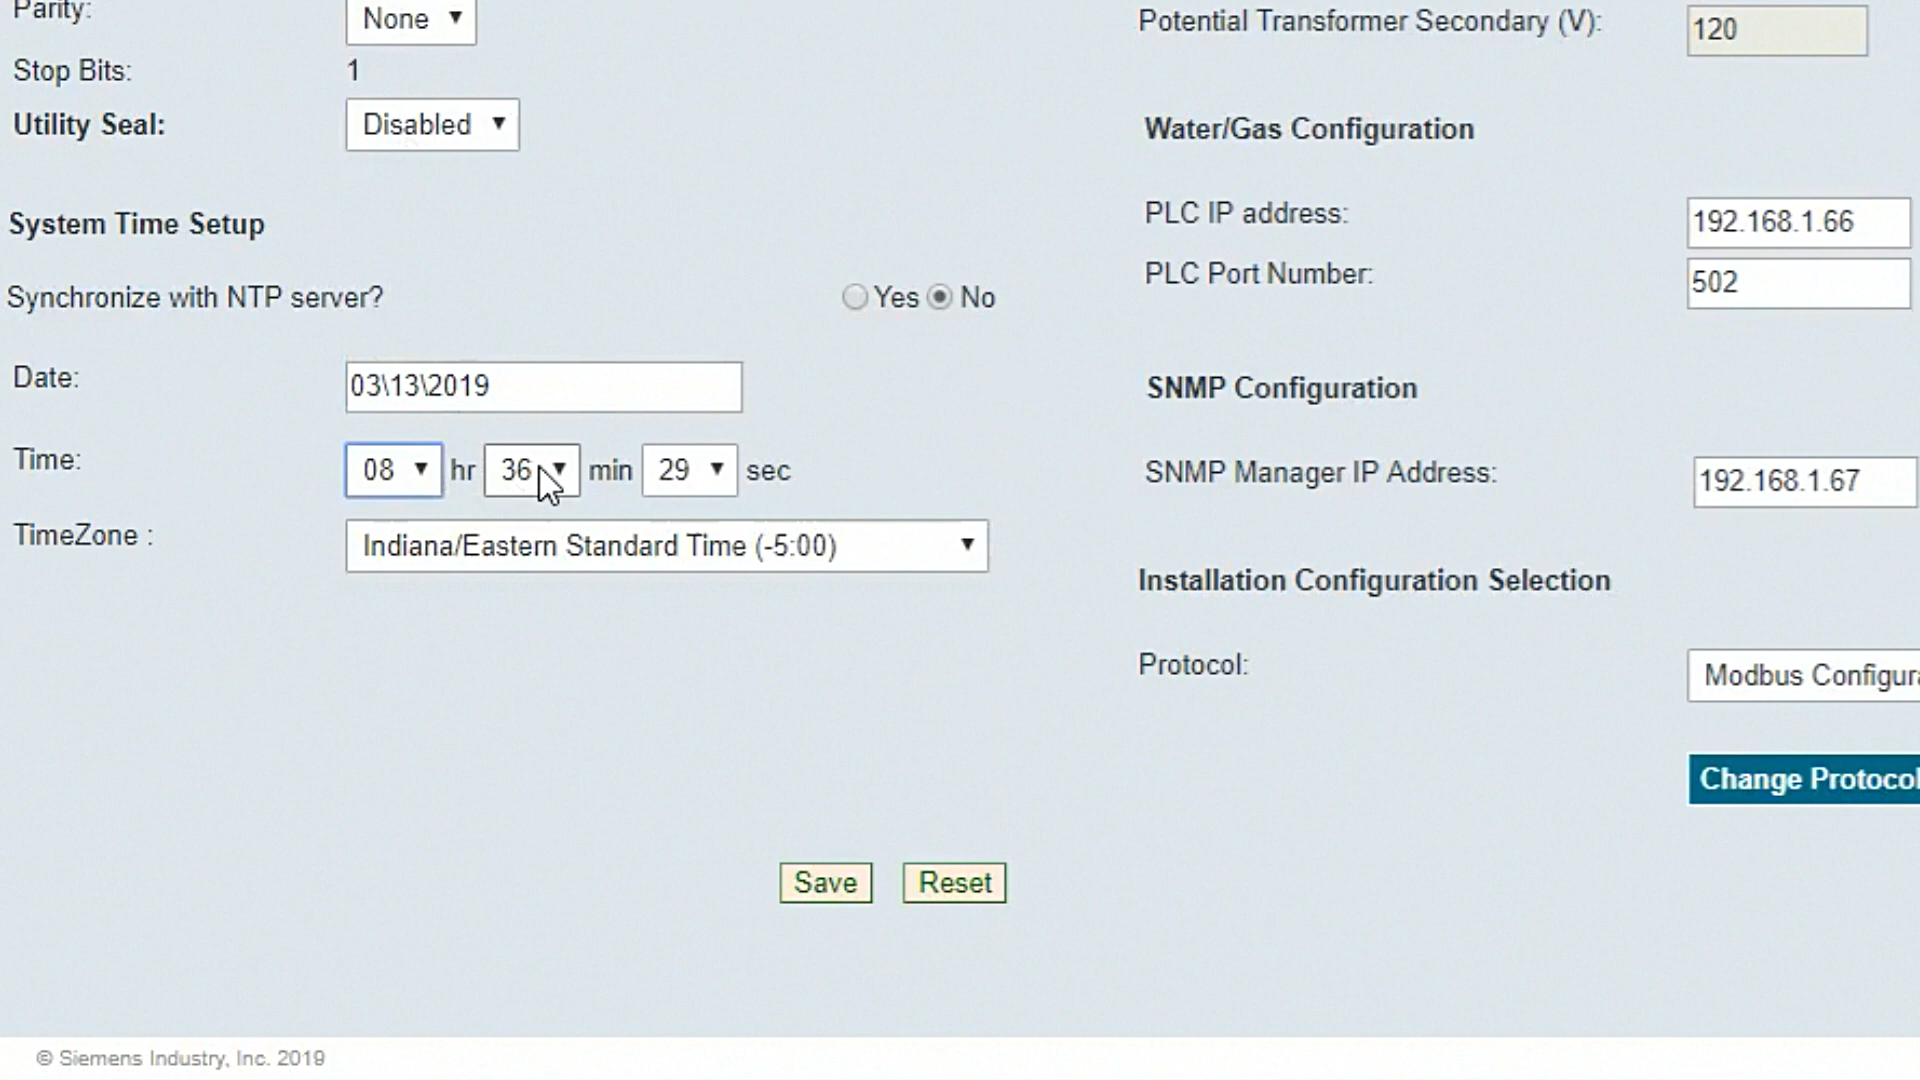 Parity:
None
Stop Bits:
1
Utility Seal:
Disabled
System Time Setup
Synchronize with NTP server?
Yes No
Date:
03\13\2019
Time:
08 hr 36 min 29 sec
TimeZone :
Indiana/Eastern Standard Time (-5:00)
Save
Reset
Potential Transformer Secondary (V):
120
Water/Gas Configuration
PLC IP address:
192.168.1.66
PLC Port Number:
502
SNMP Configuration
SNMP Manager IP Address:
192.168.1.67
Installation Configuration Selection
Protocol:
Modbus Configura
Change Protocol
© Siemens Industry, Inc. 2019